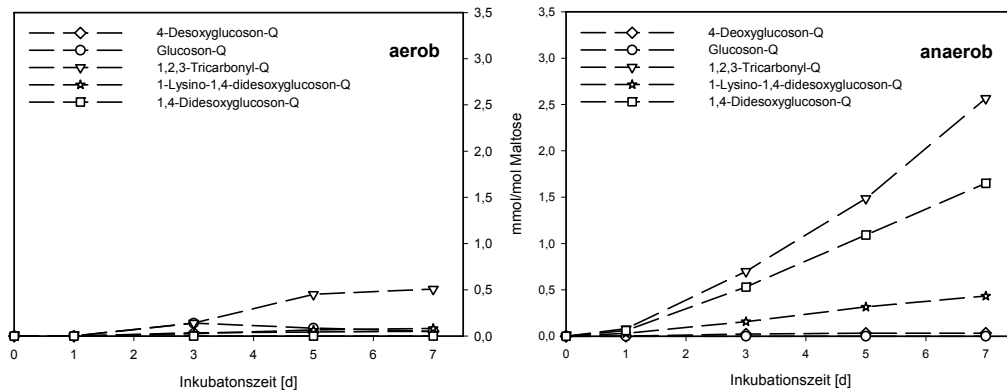 3,5
3,0
2,5
2,0
1,5
1,0
0,5
0,0
0 1 2 3 4 5 6 7
4-Desoxyglucoson-Q
Glucoson-Q
1,2,3-Tricarbonyl-Q
1-Lysino-1,4-didesoxyglucoson-Q
1,4-Didesoxyglucoson-Q
aerob
Inkubatonszeit [d]
mmol/mol Maltose
3,5
3,0
2,5
2,0
1,5
1,0
0,5
0,0
0 1 2 3 4 5 6 7
4-Deoxyglucoson-Q
Glucoson-Q
1,2,3-Tricarbonyl-Q
1-Lysino-1,4-didesoxyglucoson-Q
1,4-Didesoxyglucoson-Q
anaerob
Inkubationszeit [d]